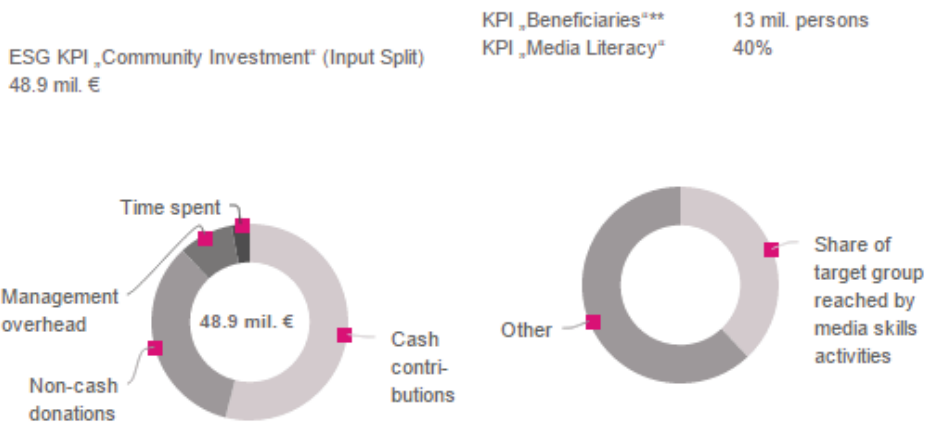 ESG KPI „Community Investment“ (Input Split)
48.9 mil. €
KPI „Beneficiaries“** 13 mil. persons
KPI „Media Literacy“ 40%
Time spent
Management
overhead
Non-cash
donations
48.9 mil. €
Cash
contri-
butions
Other
Share of
target group
reached by
media skills
activities